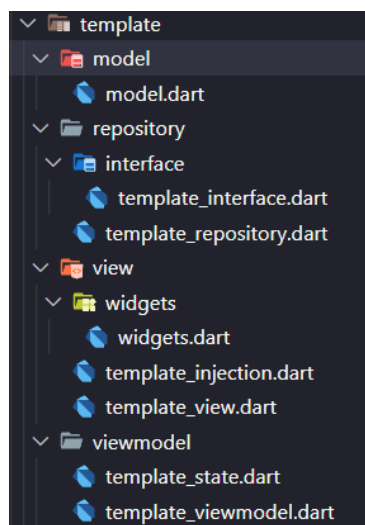 template
model
model.dart
repository
interface
template_interface.dart
template_repository.dart
view
widgets
widgets.dart
template_injection.dart
template_view.dart
viewmodel
template_state.dart
template_viewmodel.dart